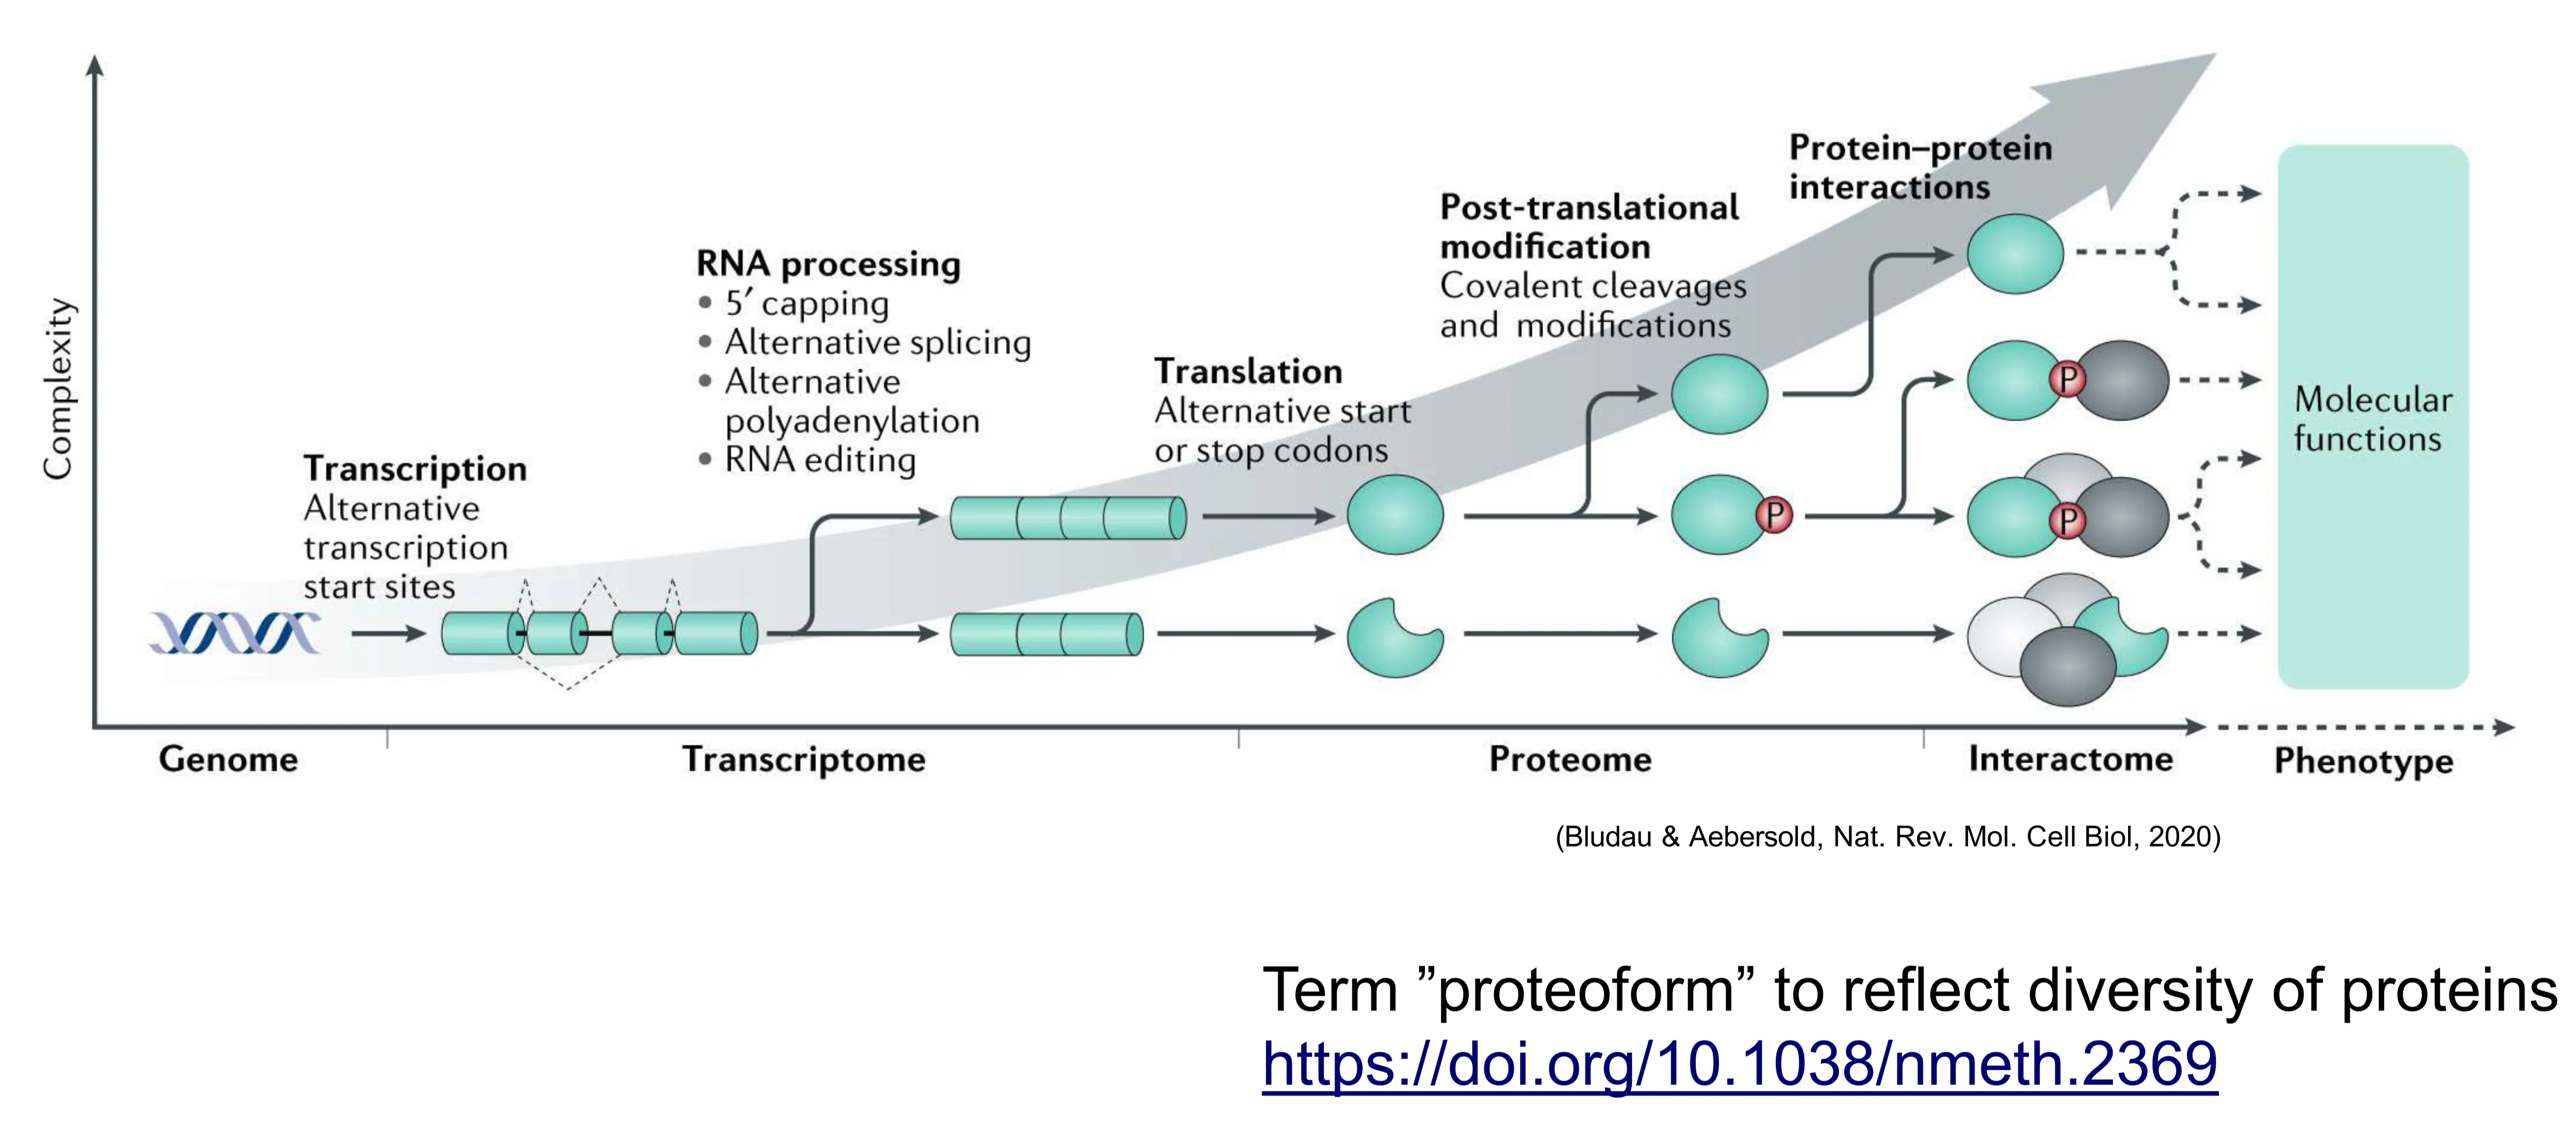 Complexity
Transcription
Alternative
transcription
start sites
RNA processing
• 5′ capping
• Alternative splicing
• Alternative
polyadenylation
• RNA editing
Translation
Alternative start
or stop codons
Post-translational
modification
Covalent cleavages
and modifications
Protein–protein
interactions
P
P
P
Molecular
functions
Genome
Transcriptome
Proteome
Interactome
Phenotype
(Bludau & Aebersold, Nat. Rev. Mol. Cell Biol, 2020)
Term ”proteoform” to reflect diversity of proteins
https://doi.org/10.1038/nmeth.2369